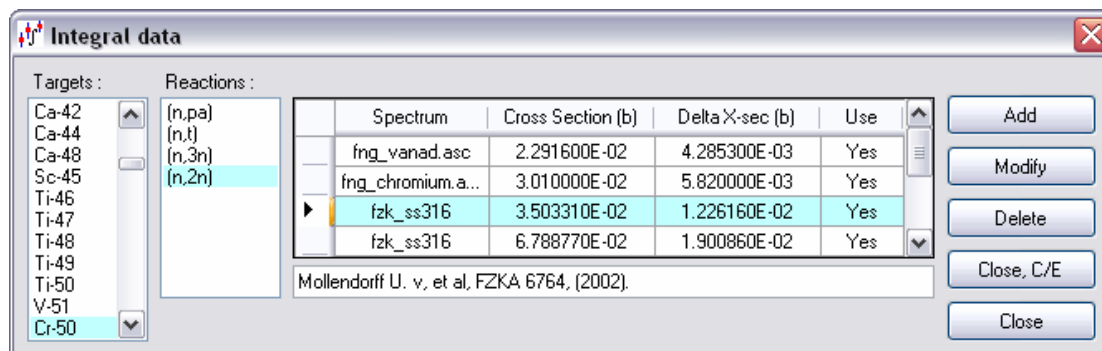 Integral data
Targets :
Reactions :
Ca-42
Ca-44
Ca-48
Sc-45
Ti-46
Ti-47
Ti-48
Ti-49
Ti-50
V-51
Cr-50
(n,pa)
(n,t)
(n,3n)
(n,2n)
Spectrum Cross Section (b) Delta X-sec (b) Use
fng_vanad.asc 2.291600E-02 4.285300E-03 Yes
fng_chromium.a... 3.010000E-02 5.820000E-03 Yes
fzk_ss316 3.503310E-02 1.226160E-02 Yes
fzk_ss316 6.788770E-02 1.900860E-02 Yes
Mollendorff U. v, et al, FZKA 6764, (2002).
Add
Modify
Delete
Close, C/E
Close